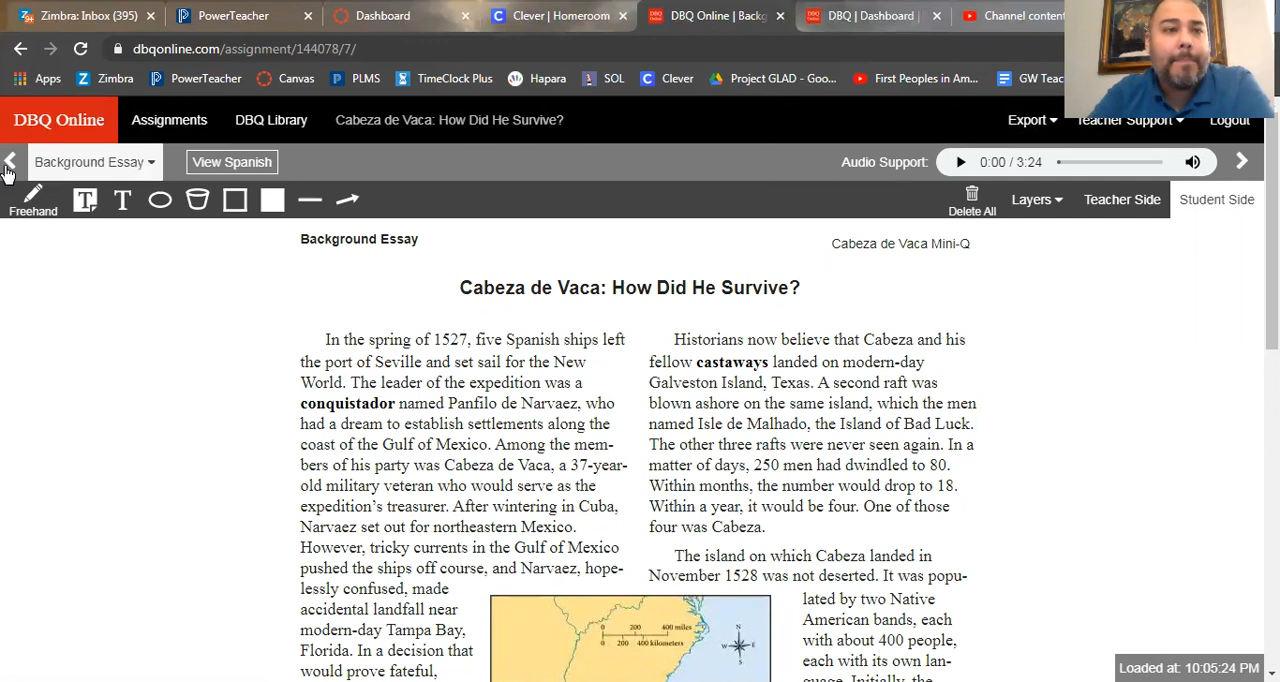 Zimbra: Inbox (395)
PowerTeacher
Dashboard
Clever | Homeroom
DBQ Online | Backg
DBQ | Dashboard |
Channel content
dbqonline.com/assignment/144078/7/
Apps
Zimbra
PowerTeacher
Canvas
PLMS
TimeClock Plus
Hapara
SOL
Clever
Project GLAD - Goo...
First Peoples in Am...
GW Teac
DBQ Online
Assignments
DBQ Library
Cabeza de Vaca: How Did He Survive?
Export
Teacher Support
Logout
Background Essay
View Spanish
Audio Support:
0:00 / 3:24
Freehand
T
T
Delete All
Layers
Teacher Side
Student Side
Background Essay
Cabeza de Vaca Mini-Q
Cabeza de Vaca: How Did He Survive?
In the spring of 1527, five Spanish ships left
the port of Seville and set sail for the New
World. The leader of the expedition was a
conquistador named Panfilo de Narvaez, who
had a dream to establish settlements along the
coast of the Gulf of Mexico. Among the mem-
bers of his party was Cabeza de Vaca, a 37-year-
old military veteran who would serve as the
expedition's treasurer. After wintering in Cuba,
Narvaez set out for northeastern Mexico.
However, tricky currents in the Gulf of Mexico
pushed the ships off course, and Narvaez, hope-
lessly confused, made
accidental landfall near
modern-day Tampa Bay,
Florida. In a decision that
would prove fateful,
Historians now believe that Cabeza and his
fellow castaways landed on modern-day
Galveston Island, Texas. A second raft was
blown ashore on the same island, which the men
named Isle de Malhado, the Island of Bad Luck.
The other three rafts were never seen again. In a
matter of days, 250 men had dwindled to 80.
Within months, the number would drop to 18.
Within a year, it would be four. One of those
four was Cabeza.
The island on which Cabeza landed in
November 1528 was not deserted. It was popu-
lated by two Native
American bands, each
with about 400 people,
each with its own lan-
guage. Initially, the
0 200 400 miles
0 200 400 kilometers
N
W
E
S
Loaded at: 10:05:24 PM